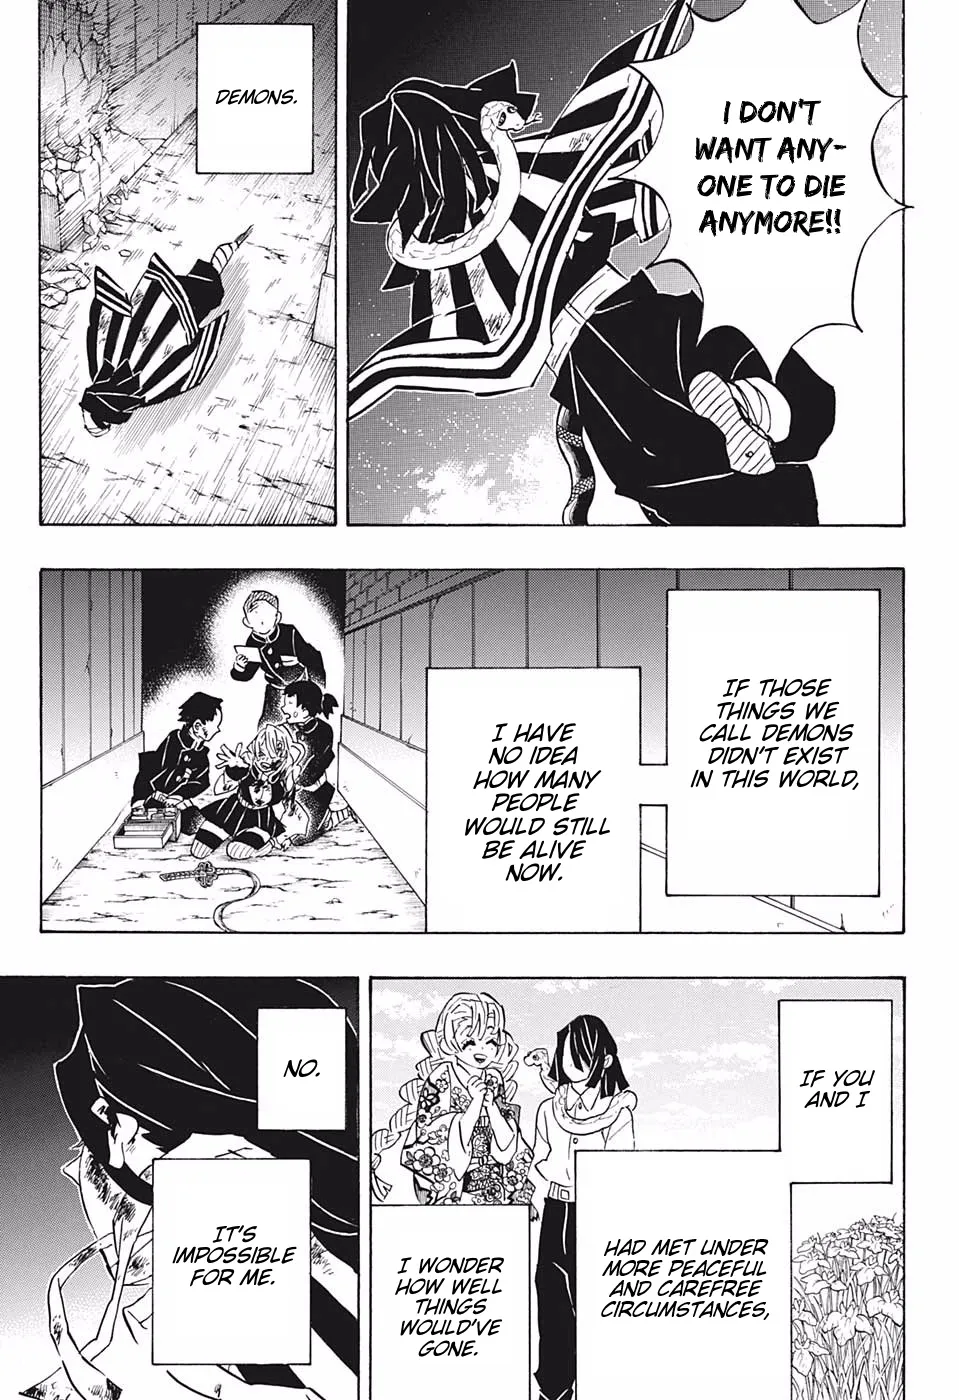 I DON'T
WANT ANY-
ONE TO DIE
ANYMORE!!
DEMONS.
IF THOSE
THINGS WE
CALL DEMONS
DIDN'T EXIST
IN THIS WORLD,
I HAVE
NO IDEA
HOW MANY
PEOPLE
WOULD STILL
BE ALIVE
NOW.
IF YOU
AND I
HAD MET UNDER
MORE PEACEFUL
AND CAREFREE
CIRCUMSTANCES,
I WONDER
HOW WELL
THINGS
WOULD'VE
GONE.
NO.
IT'S
IMPOSSIBLE
FOR ME.